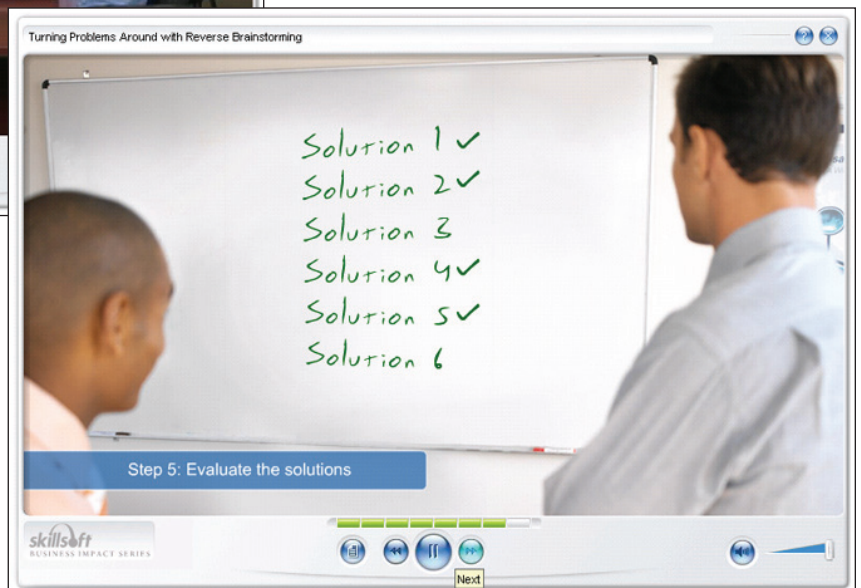 Turning Problems Around with Reverse Brainstorming
Solution 1 ✓
Solution 2 ✓
Solution 3
Solution 4 ✓
Solution 5 ✓
Solution 6
Step 5: Evaluate the solutions
skillsoft
BUSINESS IMPACT SERIES
Next